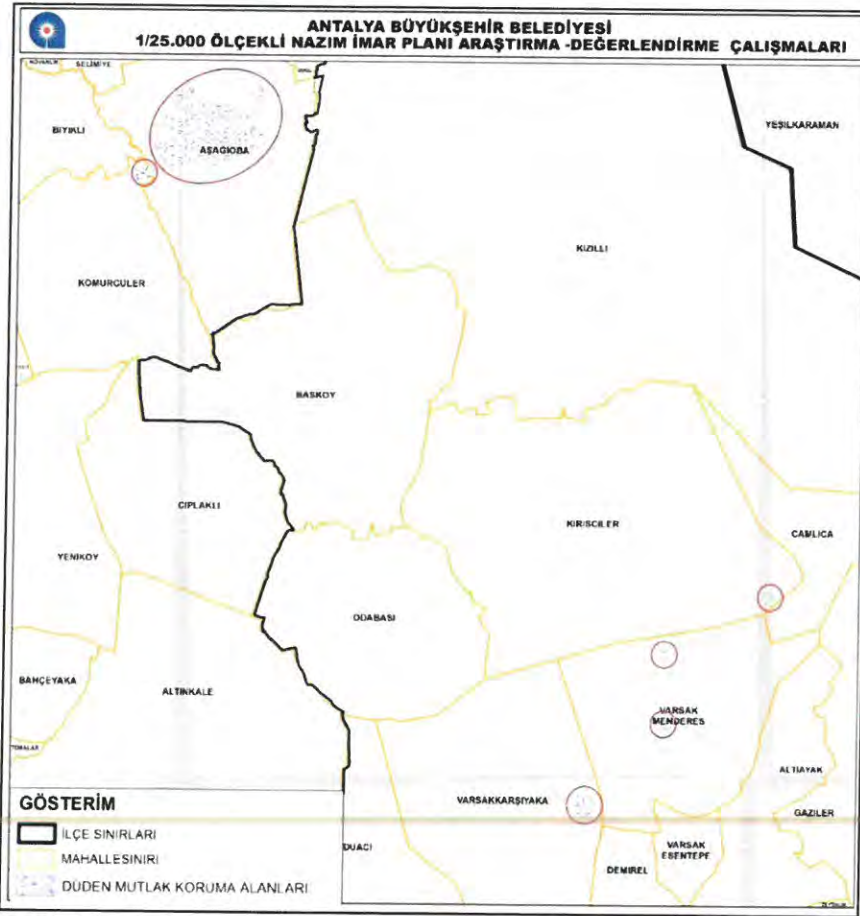 ANTALYA BÜYÜKŞEHİR BELEDİYESİ
1/25.000 ÖLÇEKLİ NAZIM İMAR PLANI ARAŞTIRMA -DEĞERLENDİRME ÇALIŞMALARI
SELIMIYE
BIYIKLI
AŞAGIOBA
YEŞILKARAMAN
KIZILLI
KOMURCULER
BASKOY
CIPLAKLI
KIRISCILER
CAMLICA
YENIKOY
ODABASI
BAHÇEYAKA
ALTINKALE
VARSAK
MENDERES
ALTIAYAK
VARSAKKARŞIYAKA
GAZILER
DUACI
VARSAK
ESENTEPE
DEMIREL
GÖSTERİM
İLÇE SINIRLARI
MAHALLESINIRI
DÜDEN MUTLAK KORUMA ALANLARI